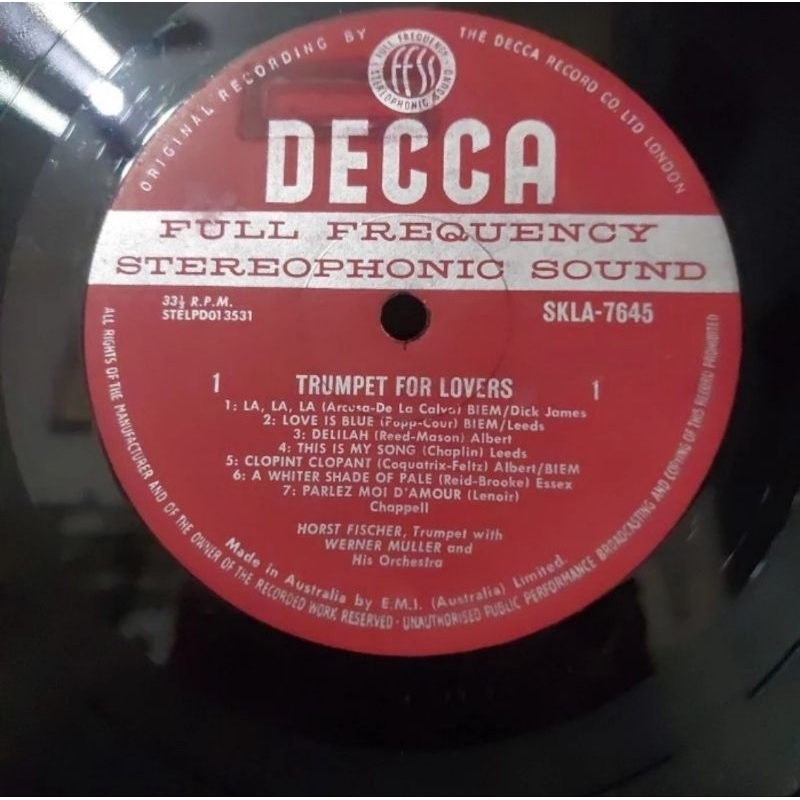 ORIGINAL RECORDING BY THE DECCA RECORD CO. LTD LONDON
FULL FREQUENCY
ffss
STEREOPHONIC SOUND
DECCA
FULL FREQUENCY
STEREOPHONIC SOUND
33⅓ R.P.M.
STELPD013531
SKLA-7645
1 TRUMPET FOR LOVERS 1
1: LA, LA, LA (Arcusa-De La Calva) BIEM/Dick James
2: LOVE IS BLUE (Popp-Cour) BIEM/Leeds
3: DELILAH (Reed-Mason) Albert
4: THIS IS MY SONG (Chaplin) Leeds
5: CLOPINT CLOPANT (Coquatrix-Feltz) Albert/BIEM
6: A WHITER SHADE OF PALE (Reid-Brooke) Essex
7: PARLEZ MOI D'AMOUR (Lenoir)
Chappell
HORST FISCHER, Trumpet with
WERNER MULLER and
His Orchestra
Made in Australia by E.M.I. (Australia) Limited.
ALL RIGHTS OF THE MANUFACTURER AND OF THE OWNER OF THE RECORDED WORK RESERVED · UNAUTHORISED PUBLIC PERFORMANCE BROADCASTING AND COPYING OF THIS RECORD PROHIBITED